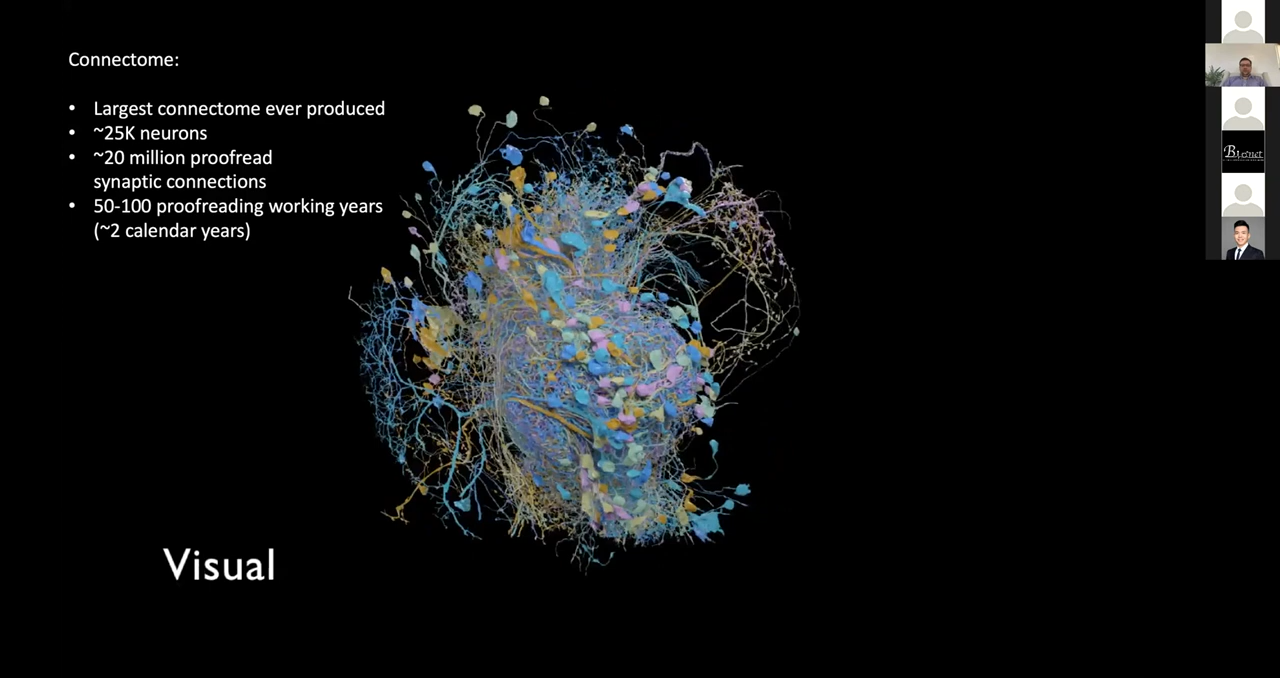 Connectome:
• Largest connectome ever produced
• ~25K neurons
• ~20 million proofread
synaptic connections
• 50-100 proofreading working years
(~2 calendar years)
Visual